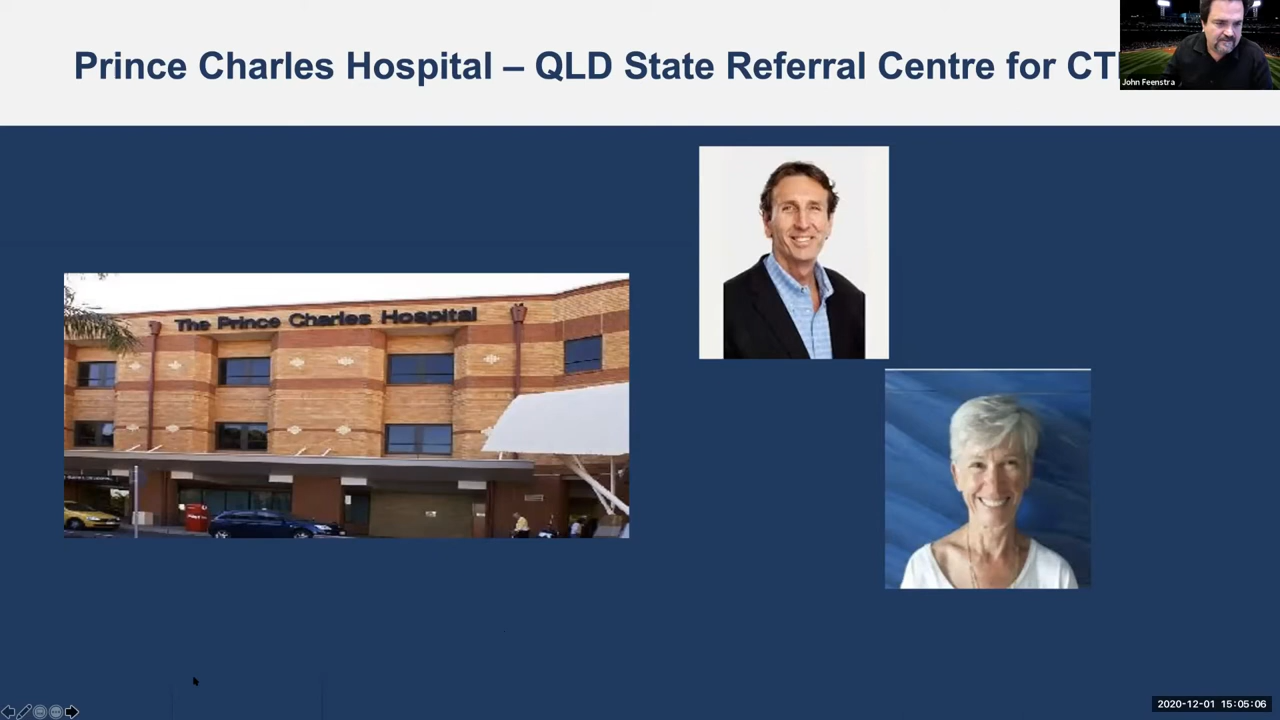 Prince Charles Hospital – QLD State Referral Centre for
John Feenstra
The Prince Charles Hospital
2020-12-01 15:05:06